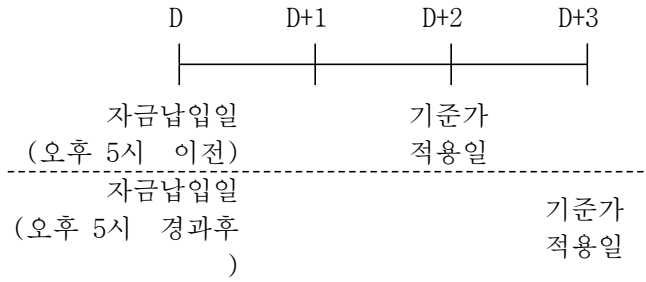 D D+1 D+2 D+3
자금납입일 기준가
(오후 5시 이전) 적용일
자금납입일
(오후 5시 경과후
)
기준가
적용일